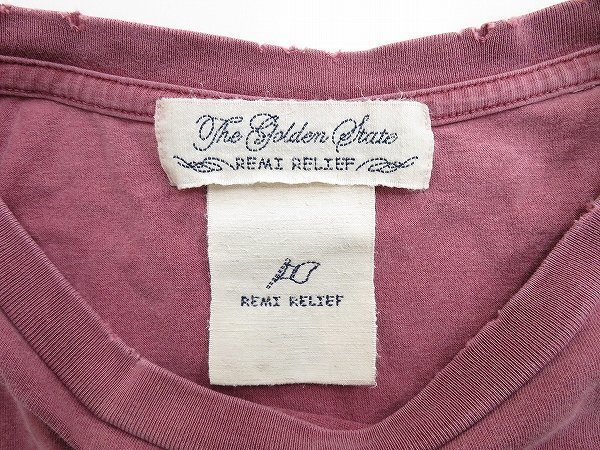 The Golden State
REMI RELIEF
REMI RELIEF